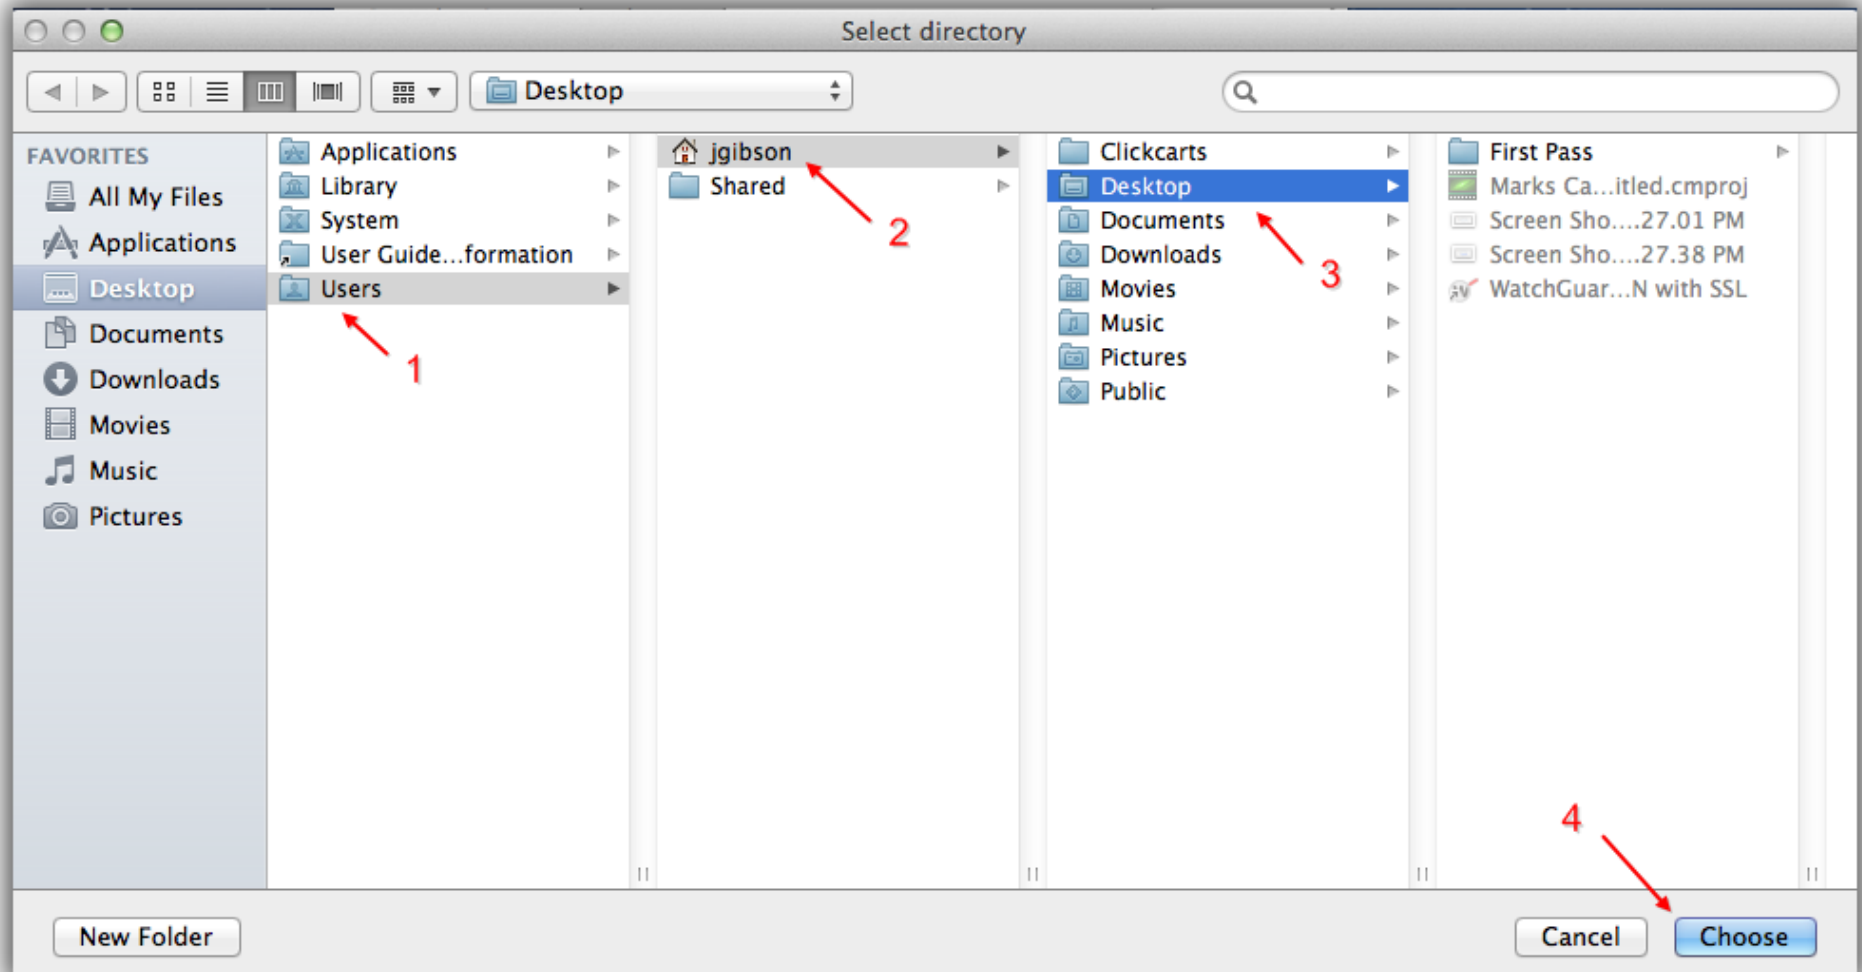 Select directory
Desktop
FAVORITES
All My Files
Applications
Desktop
Documents
Downloads
Movies
Music
Pictures
Applications
Library
System
User Guide...formation
Users
1
jgibson
Shared
2
Clickcarts
Desktop
Documents
Downloads
Movies
Music
Pictures
Public
3
First Pass
Marks Ca...itled.cmproj
Screen Sho....27.01 PM
Screen Sho....27.38 PM
WatchGuar...N with SSL
4
New Folder
Cancel
Choose